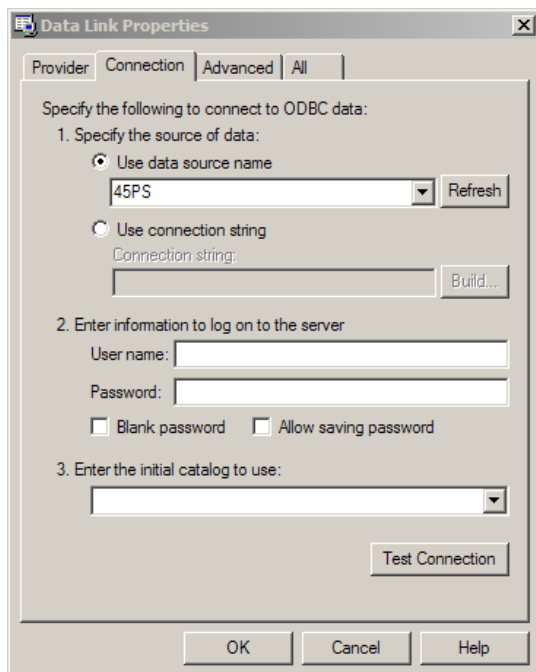 Data Link Properties
Provider Connection Advanced All
Specify the following to connect to ODBC data:
1. Specify the source of data:
Use data source name
45PS Refresh
Use connection string
Connection string:
Build...
2. Enter information to log on to the server
User name:
Password:
Blank password Allow saving password
3. Enter the initial catalog to use:
Test Connection
OK Cancel Help